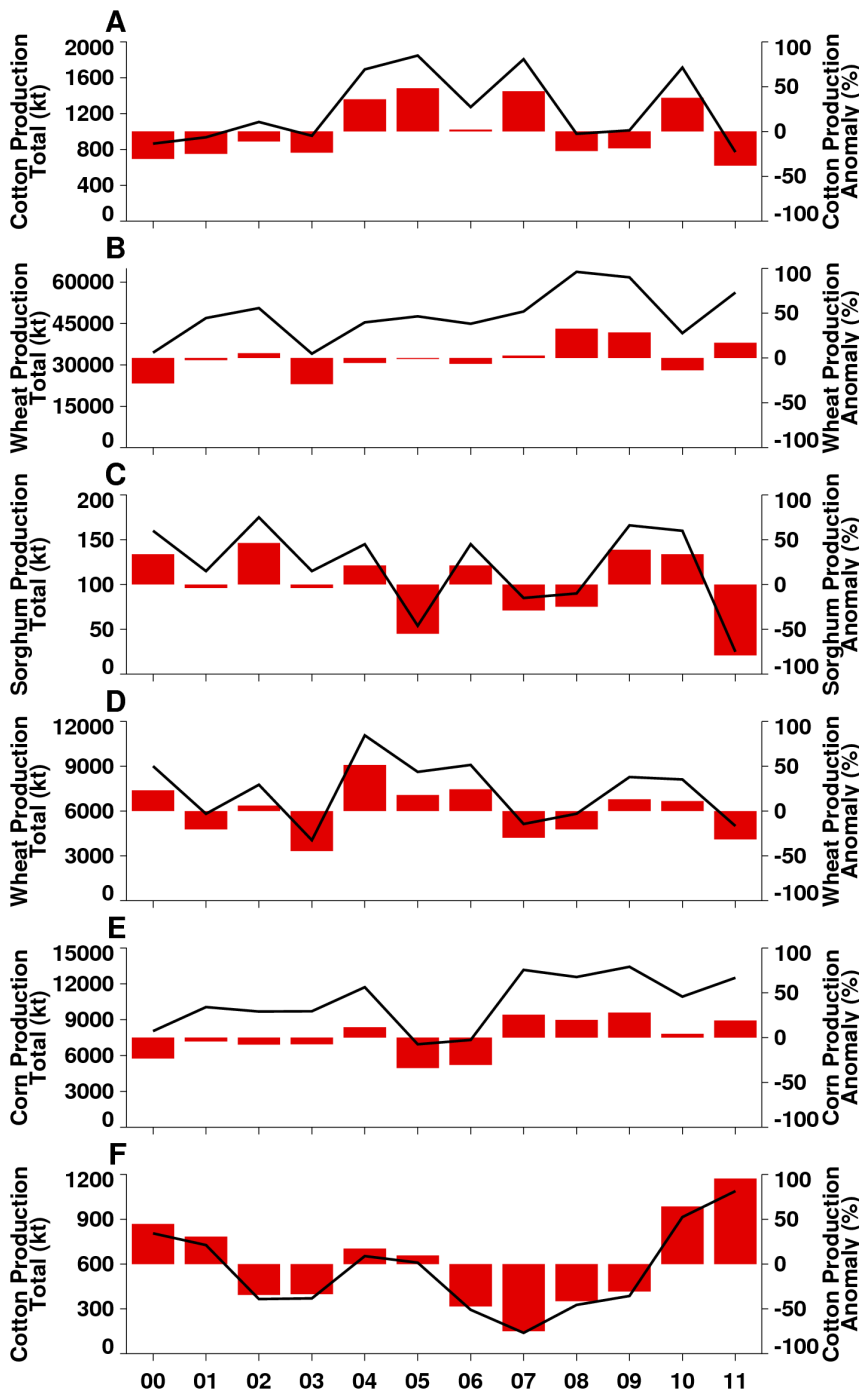 A
Cotton Production
Total (kt)
2000
1600
1200
800
400
0
100
50
0
-50
-100
Cotton Production
Anomaly (%)
B
Wheat Production
Total (kt)
60000
45000
30000
15000
0
100
50
0
-50
-100
Wheat Production
Anomaly (%)
C
Sorghum Production
Total (kt)
200
150
100
50
0
100
50
0
-50
-100
Sorghum Production
Anomaly (%)
D
Wheat Production
Total (kt)
12000
9000
6000
3000
0
100
50
0
-50
-100
Wheat Production
Anomaly (%)
E
Corn Production
Total (kt)
15000
12000
9000
6000
3000
0
100
50
0
-50
-100
Corn Production
Anomaly (%)
F
Cotton Production
Total (kt)
1200
900
600
300
0
100
50
0
-50
-100
Cotton Production
Anomaly (%)
00 01 02 03 04 05 06 07 08 09 10 11